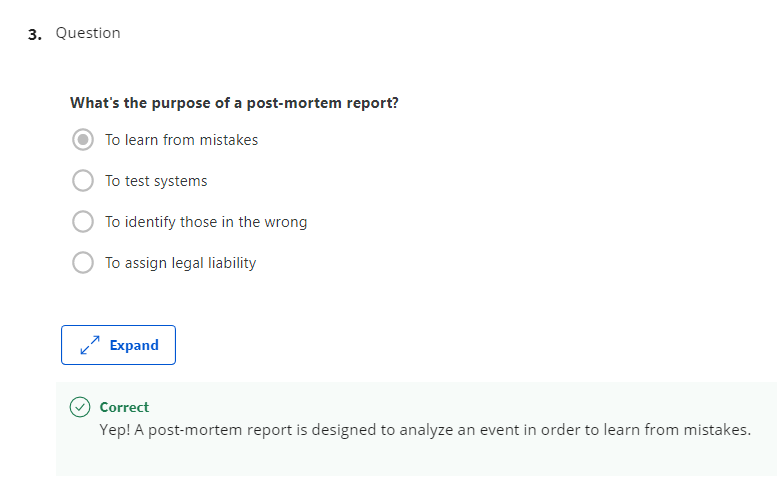 3. Question
What's the purpose of a post-mortem report?
To learn from mistakes
To test systems
To identify those in the wrong
To assign legal liability
Expand
Correct
Yep! A post-mortem report is designed to analyze an event in order to learn from mistakes.